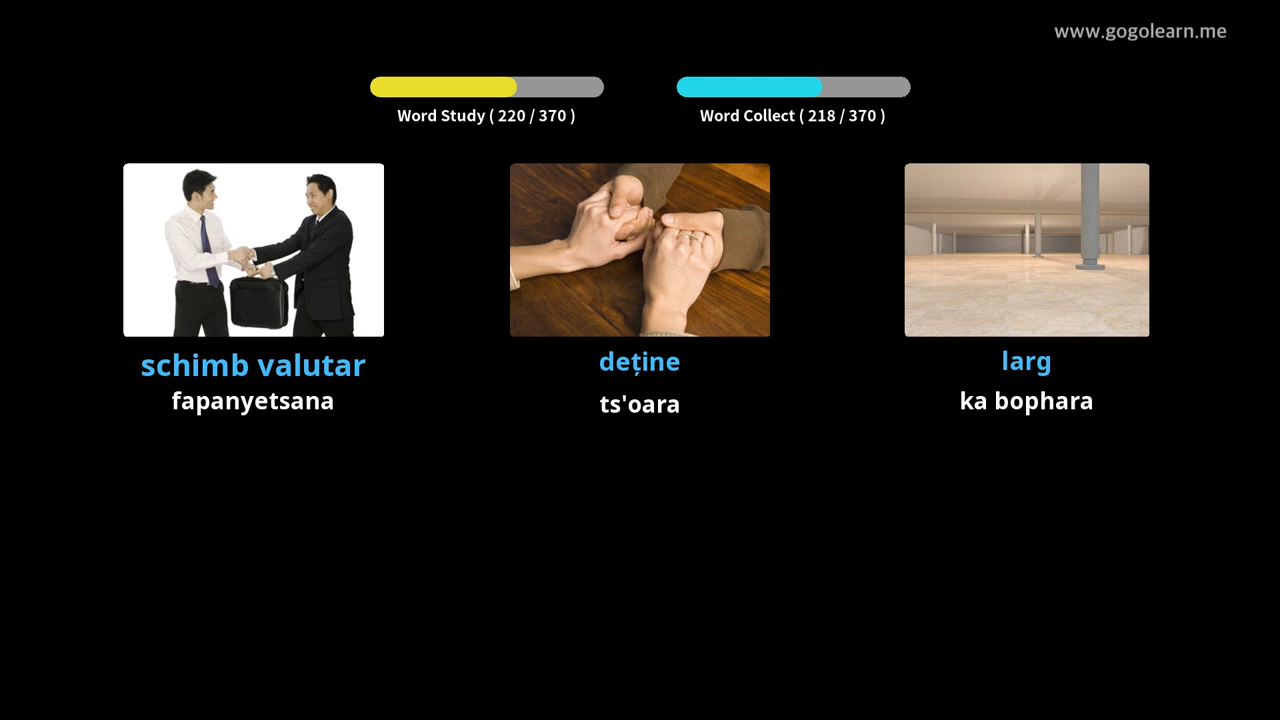 www.gogolearn.me
Word Study ( 220 / 370 )
Word Collect ( 218 / 370 )
schimb valutar
fapanyetsana
deține
ts'oara
larg
ka bophara